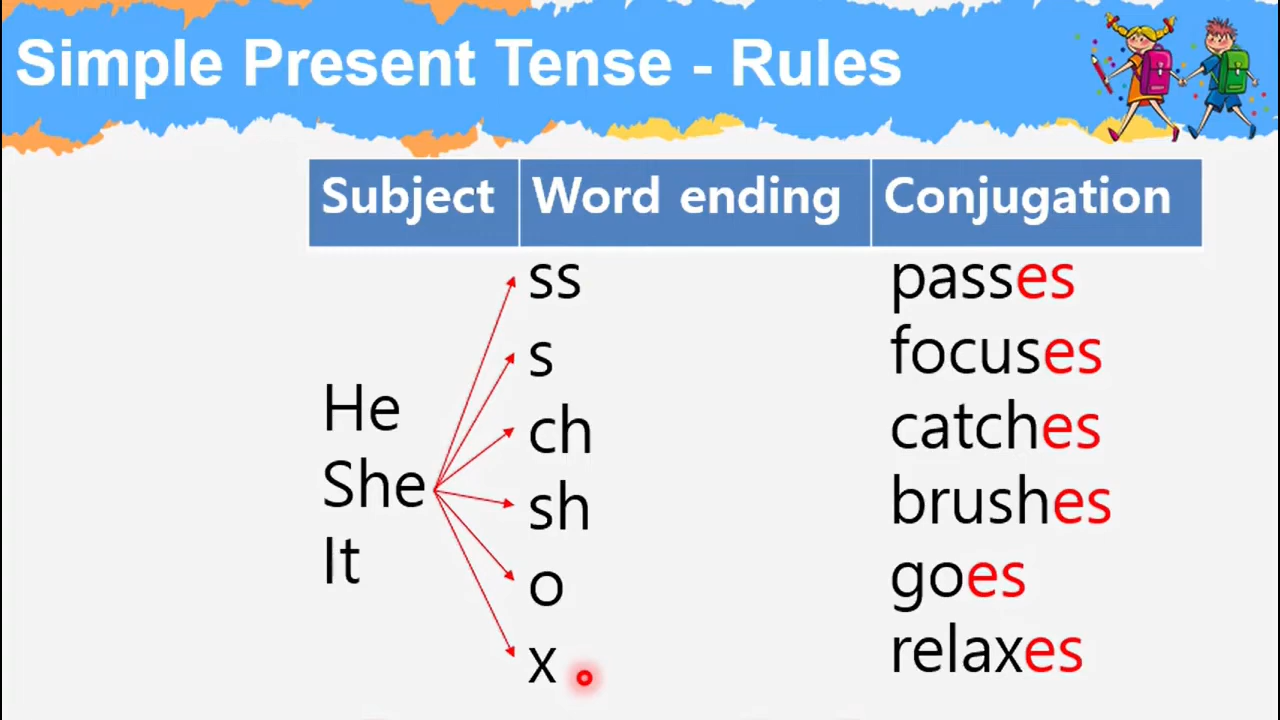 Simple Present Tense - Rules
Subject Word ending Conjugation
ss passes
s focuses
He
ch catches
She
sh brushes
It
o goes
x relaxes